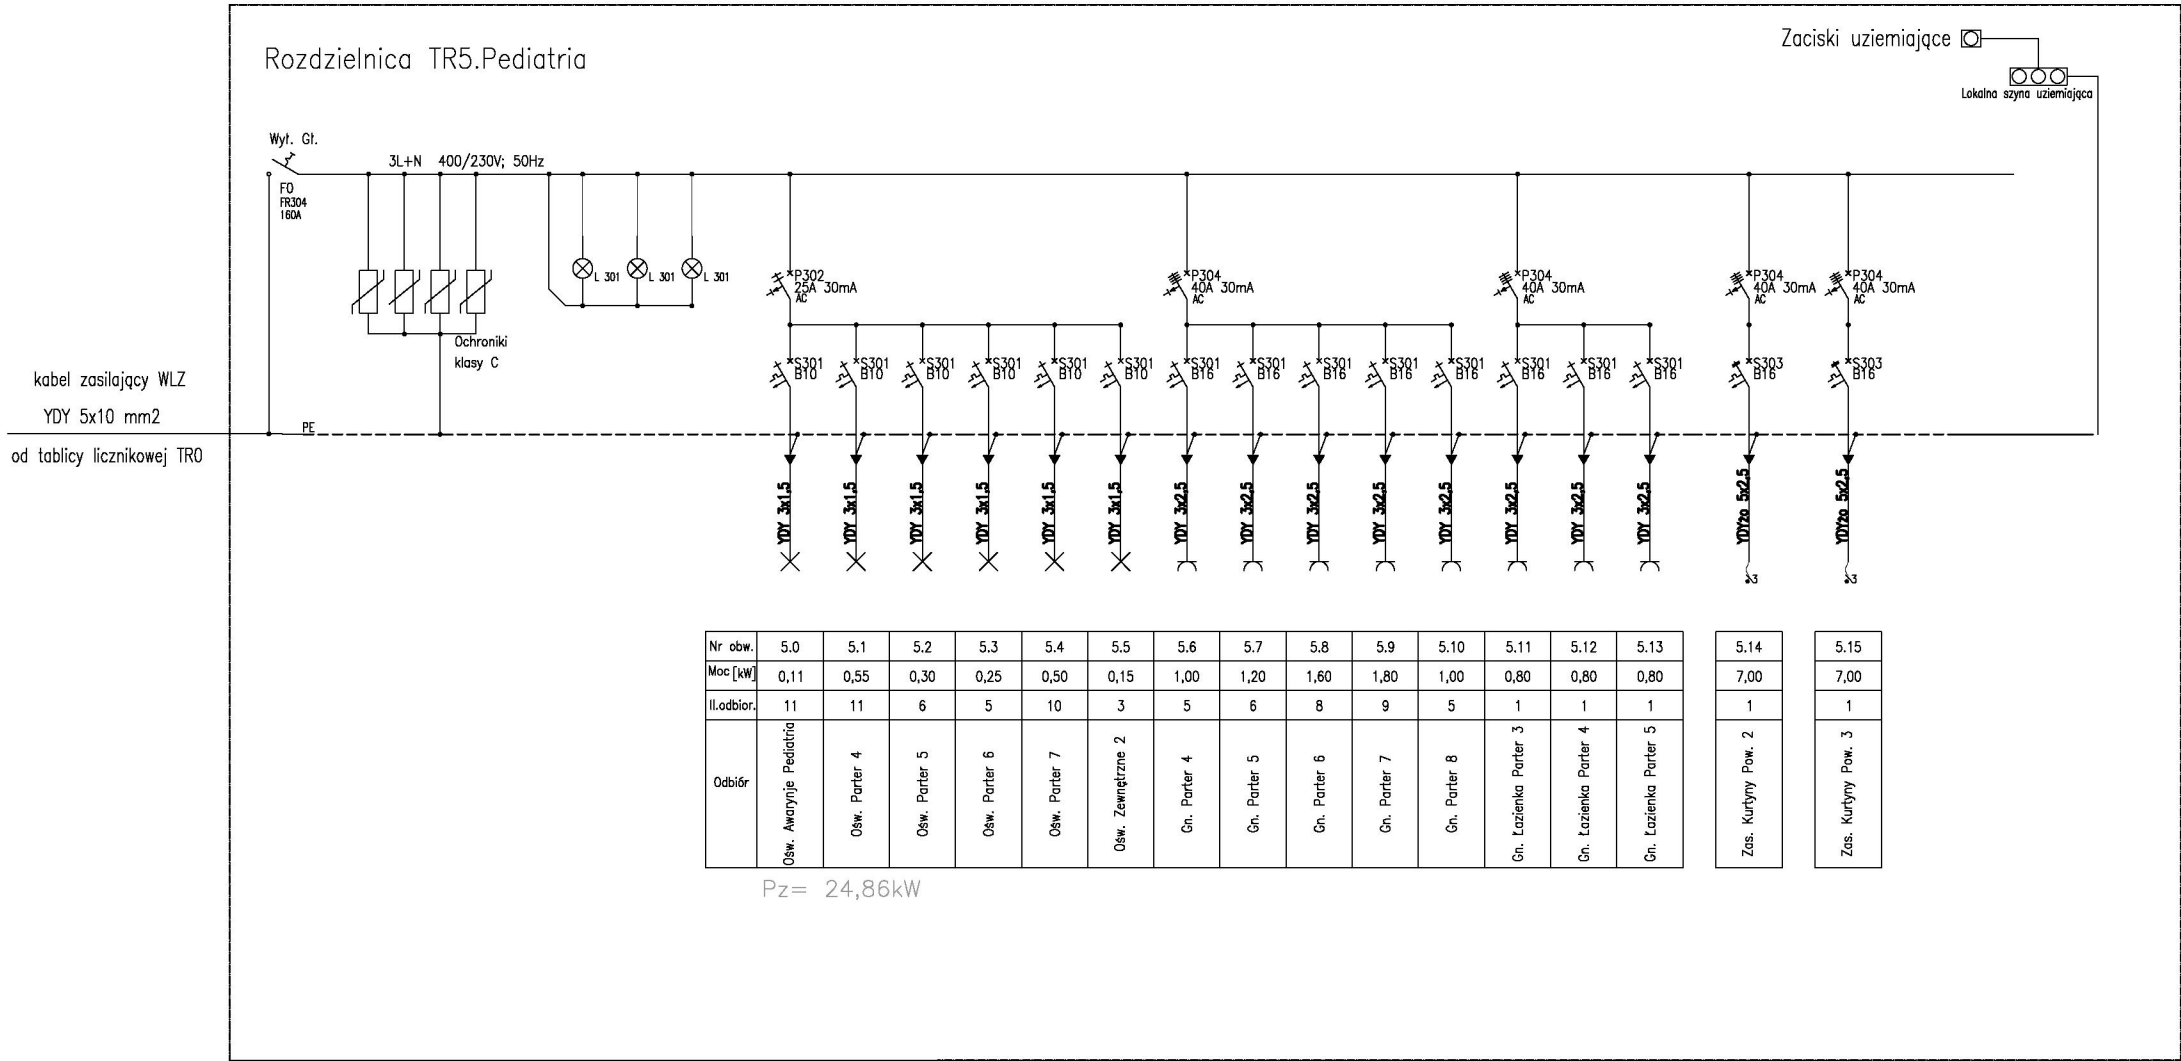 Rozdzielnica TR5.Pediatria
Zaciski uziemiające
Lokalna szyna uziemiająca
Wył. Gł.
3L+N 400/230V; 50Hz
F0
FR304
160A
L 301
L 301
L 301
Ochroniki
klasy C
P302
25A 30mA
AC
P304
40A 30mA
AC
P304
40A 30mA
AC
P304
40A 30mA
AC
P304
40A 30mA
AC
S301
B10
S301
B10
S301
B10
S301
B10
S301
B10
S301
B10
S301
B16
S301
B16
S301
B16
S301
B16
S301
B16
S301
B16
S301
B16
S301
B16
S303
B16
S303
B16
kabel zasilający WLZ
YDY 5x10 mm2
od tablicy licznikowej TR0
PE
YDY 3x1,5
YDY 3x1,5
YDY 3x1,5
YDY 3x1,5
YDY 3x1,5
YDY 3x1,5
YDY 3x2,5
YDY 3x2,5
YDY 3x2,5
YDY 3x2,5
YDY 3x2,5
YDY 3x2,5
YDY 3x2,5
YDY 3x2,5
YDYżo 5x2,5
YDYżo 5x2,5
3
3
Nr obw. 5.0 5.1 5.2 5.3 5.4 5.5 5.6 5.7 5.8 5.9 5.10 5.11 5.12 5.13 5.14 5.15
Moc [kW] 0,11 0,55 0,30 0,25 0,50 0,15 1,00 1,20 1,60 1,80 1,00 0,80 0,80 0,80 7,00 7,00
Il.odbior. 11 11 6 5 10 3 5 6 8 9 5 1 1 1 1 1
Odbiór
Ośw. Awarynje Pediatria
Ośw. Parter 4
Ośw. Parter 5
Ośw. Parter 6
Ośw. Parter 7
Ośw. Zewnętrzne 2
Gn. Parter 4
Gn. Parter 5
Gn. Parter 6
Gn. Parter 7
Gn. Parter 8
Gn. Łazienka Parter 3
Gn. Łazienka Parter 4
Gn. Łazienka Parter 5
Zas. Kurtyny Pow. 2
Zas. Kurtyny Pow. 3
Pz= 24,86kW